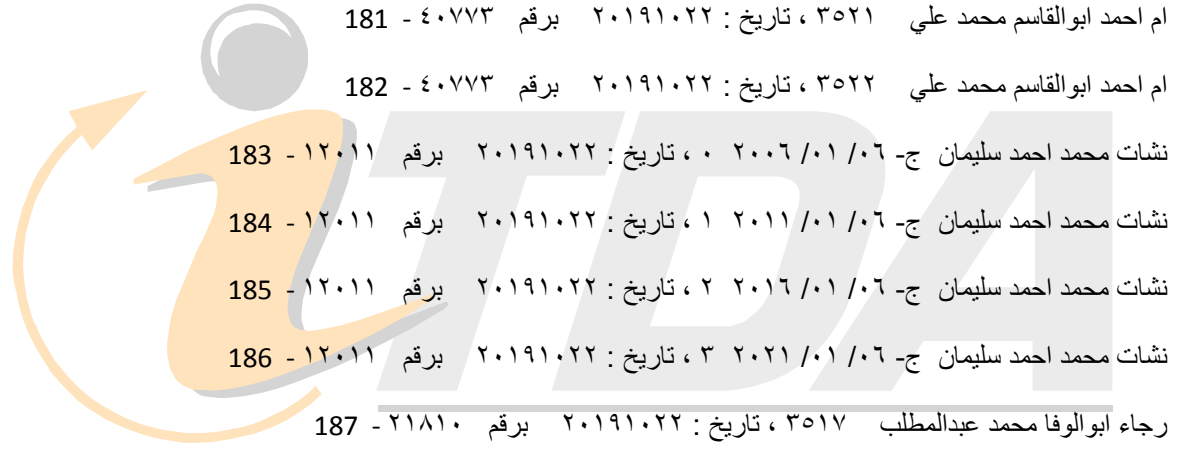 ام احمد ابوالقاسم محمد علي ٣٥٢١ ، تاريخ : ٢٠١٩١٠٢٢ برقم ٤٠٧٧٣ - 181
ام احمد ابوالقاسم محمد علي ٣٥٢٢ ، تاريخ : ٢٠١٩١٠٢٢ برقم ٤٠٧٧٣ - 182
نشات محمد احمد سليمان ج- ٠٦/ ٠١/ ٢٠٠٦ ٠ ، تاريخ : ٢٠١٩١٠٢٢ برقم ١٢٠١١ - 183
نشات محمد احمد سليمان ج- ٠٦/ ٠١/ ٢٠١١ ١ ، تاريخ : ٢٠١٩١٠٢٢ برقم ١٢٠١١ - 184
نشات محمد احمد سليمان ج- ٠٦/ ٠١/ ٢٠١٦ ٢ ، تاريخ : ٢٠١٩١٠٢٢ برقم ١٢٠١١ - 185
نشات محمد احمد سليمان ج- ٠٦/ ٠١/ ٢٠٢١ ٣ ، تاريخ : ٢٠١٩١٠٢٢ برقم ١٢٠١١ - 186
رجاء ابوالوفا محمد عبدالمطلب ٣٥١٧ ، تاريخ : ٢٠١٩١٠٢٢ برقم ٢١٨١٠ - 187
iTDA